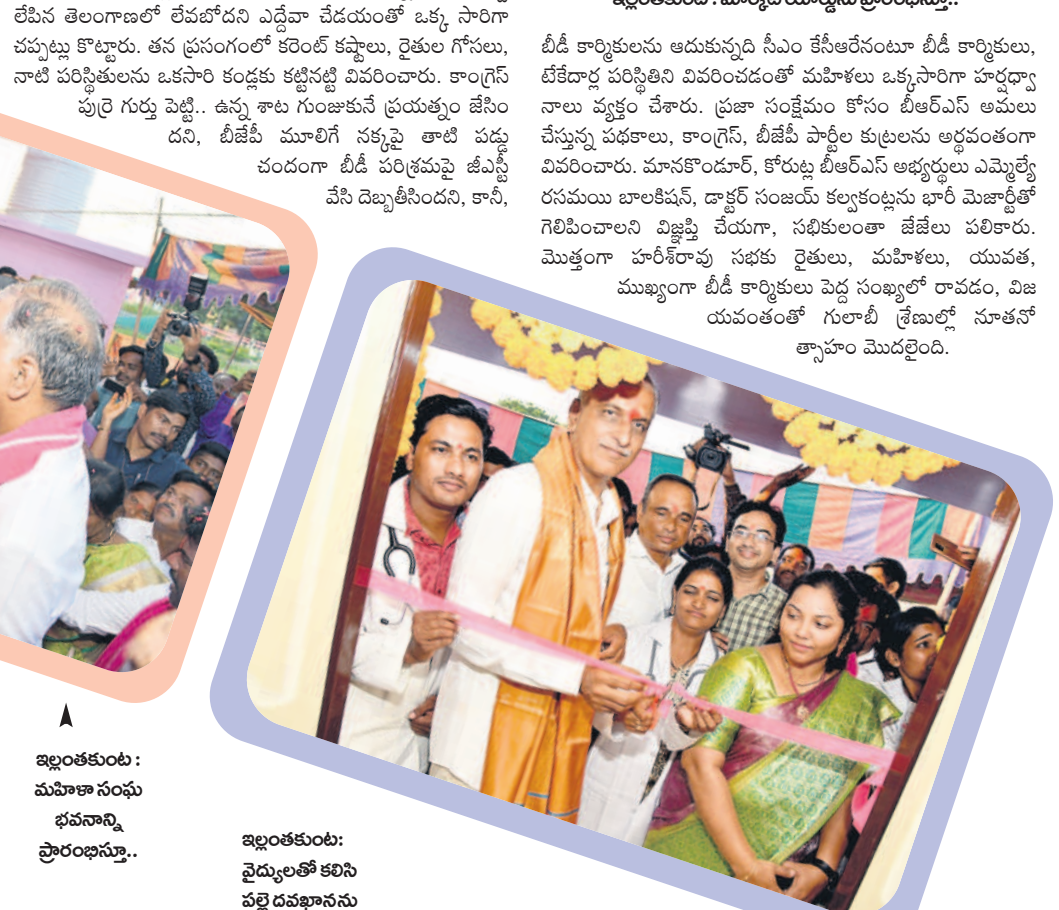 లేపిన తెలంగాణలో లేవబోదని ఎద్దేవా చేడయంతో ఒక్క సారిగా
చప్పట్లు కొట్టారు. తన ప్రసంగంలో కరెంట్ కష్టాలు, రైతుల గోసలు,
నాటి పరిస్థితులను ఒకసారి కండ్లకు కట్టినట్టి వివరించారు. కాంగ్రెస్
పుర్రె గుర్తు పెట్టి.. ఉన్న శాట గుంజుకునే ప్రయత్నం జేసిం
దని, బీజేపీ మూలిగే నక్కపై తాటి పడ్డు
చందంగా బీడీ పరిశ్రమపై జీఎస్టీ
వేసి దెబ్బతీసిందని, కానీ,
ఇల్లంతకుంట : మార్కెట్ యార్డును ప్రారంభిస్తూ..
బీడీ కార్మికులను ఆదుకున్నది సీఎం కేసీఆరేనంటూ బీడీ కార్మికులు,
టేకేదార్ల పరిస్థితిని వివరించడంతో మహిళలు ఒక్కసారిగా హర్షధ్వా
నాలు వ్యక్తం చేశారు. ప్రజా సంక్షేమం కోసం బీఆర్ఎస్ అమలు
చేస్తున్న పథకాలు, కాంగ్రెస్, బీజేపీ పార్టీల కుట్రలను అర్థవంతంగా
వివరించారు. మానకొండూర్, కోరుట్ల బీఆర్ఎస్ అభ్యర్థులు ఎమ్మెల్యే
రసమయి బాలకిషన్, డాక్టర్ సంజయ్ కల్వకుంట్లను భారీ మెజార్టీతో
గెలిపించాలని విజ్ఞప్తి చేయగా, సభికులంతా జేజేలు పలికారు.
మొత్తంగా హరీశ్‌రావు సభకు రైతులు, మహిళలు, యువత,
ముఖ్యంగా బీడీ కార్మికులు పెద్ద సంఖ్యలో రావడం, విజ
యవంతంతో గులాబీ శ్రేణుల్లో నూతనో
త్సాహం మొదలైంది.
ఇల్లంతకుంట :
మహిళా సంఘ
భవనాన్ని
ప్రారంభిస్తూ..
ఇల్లంతకుంట:
వైద్యులతో కలిసి
పల్లె దవఖానను